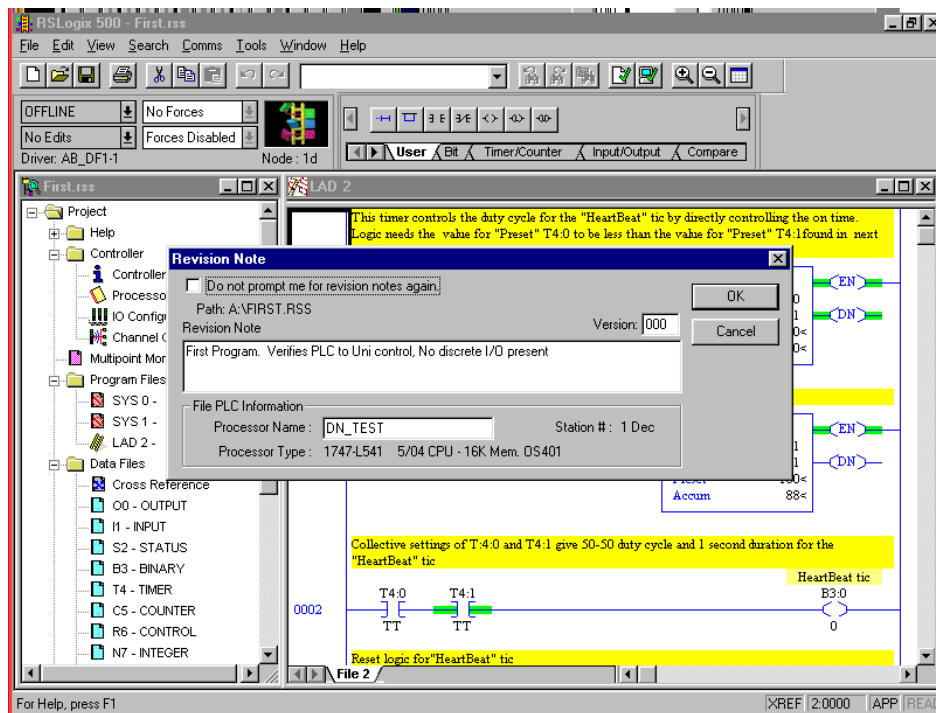 RSLogix 500 - First.rss
File Edit View Search Comms Tools Window Help
OFFLINE
No Forces
No Edits
Forces Disabled
Driver: AB_DF1-1
Node : 1d
User
Bit
Timer/Counter
Input/Output
Compare
First.rss
Project
Help
Controller
Controller
Processo
IO Config
Channel C
Multipoint Mor
Program Files
SYS 0 -
SYS 1 -
LAD 2 -
Data Files
Cross Reference
O0 - OUTPUT
I1 - INPUT
S2 - STATUS
B3 - BINARY
T4 - TIMER
C5 - COUNTER
R6 - CONTROL
N7 - INTEGER
LAD 2
This timer controls the duty cycle for the "HeartBeat" tic by directly controlling the on time.
Logic needs the value for "Preset" T4:0 to be less than the value for "Preset" T4:1found in next
EN
DN
EN
DN
Accum 88<
Collective settings of T:4:0 and T4:1 give 50-50 duty cycle and 1 second duration for the
"HeartBeat" tic
HeartBeat tic
T4:0 T4:1 B3:0
0002
TT TT 0
Reset logic for"HeartBeat" tic
File 2
Revision Note
Do not prompt me for revision notes again.
Path: A:\FIRST.RSS
Revision Note
Version: 000
First Program. Verifies PLC to Uni control, No discrete I/O present
OK
Cancel
File PLC Information
Processor Name : DN_TEST
Station # : 1 Dec
Processor Type : 1747-L541 5/04 CPU - 16K Mem. OS401
For Help, press F1
XREF 2:0000 APP READ